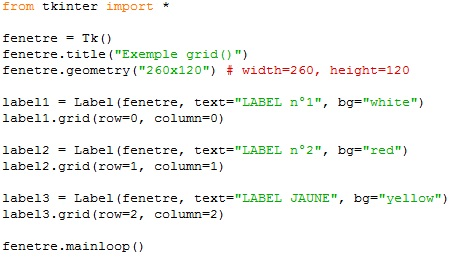 from tkinter import *
fenetre = Tk()
fenetre.title("Exemple grid()")
fenetre.geometry("260x120") # width=260, height=120
label1 = Label(fenetre, text="LABEL n°1", bg="white")
label1.grid(row=0, column=0)
label2 = Label(fenetre, text="LABEL n°2", bg="red")
label2.grid(row=1, column=1)
label3 = Label(fenetre, text="LABEL JAUNE", bg="yellow")
label3.grid(row=2, column=2)
fenetre.mainloop()